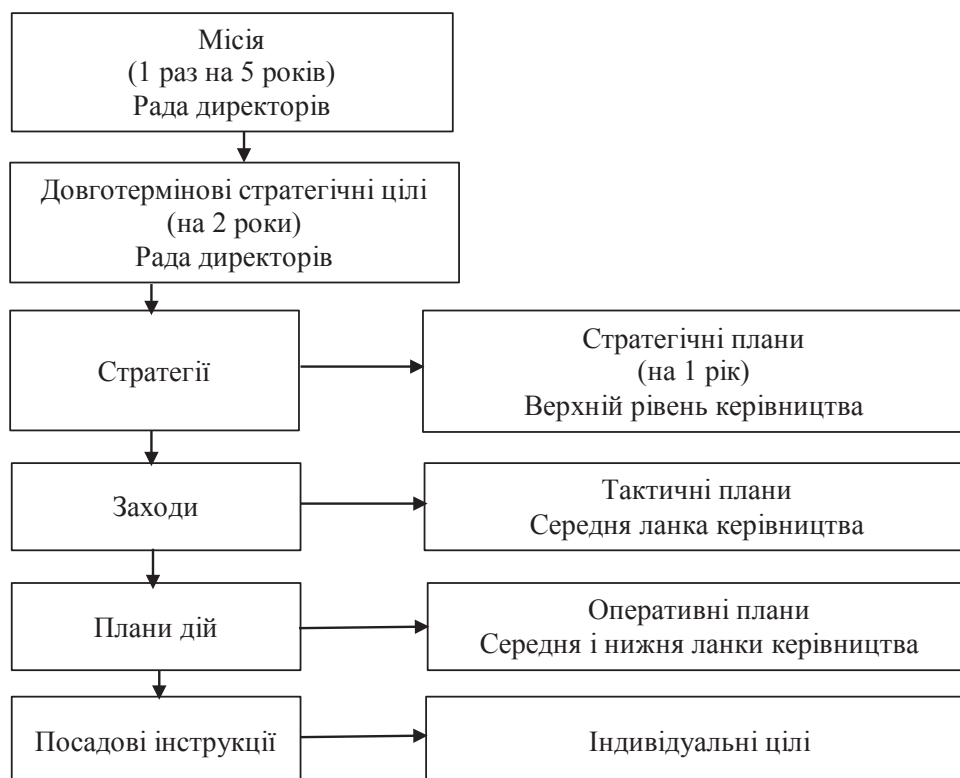 Місія
(1 раз на 5 років)
Рада директорів
Довготермінові стратегічні цілі
(на 2 роки)
Рада директорів
Стратегії
Стратегічні плани
(на 1 рік)
Верхній рівень керівництва
Заходи
Тактичні плани
Середня ланка керівництва
Плани дій
Оперативні плани
Середня і нижня ланки керівництва
Посадові інструкції
Індивідуальні цілі